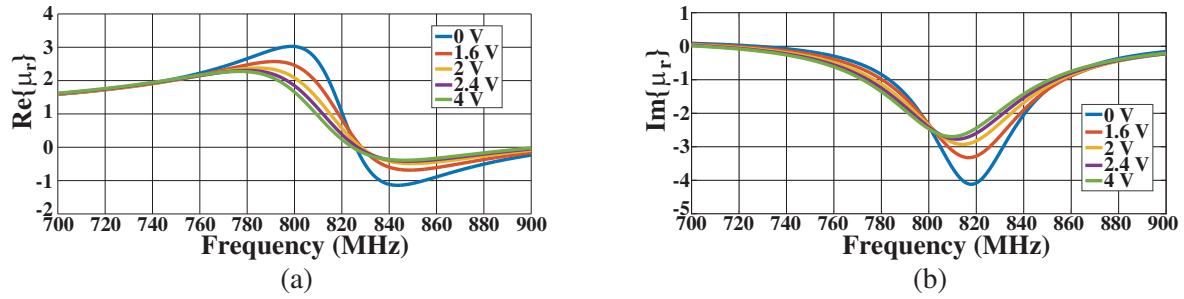 4
3
2
1
0
-1
-2
Re{μr}
0 V
1.6 V
2 V
2.4 V
4 V
700 720 740 760 780 800 820 840 860 880 900
Frequency (MHz)
(a)
1
0
-1
-2
-3
-4
-5
Im{μr}
0 V
1.6 V
2 V
2.4 V
4 V
700 720 740 760 780 800 820 840 860 880 900
Frequency (MHz)
(b)